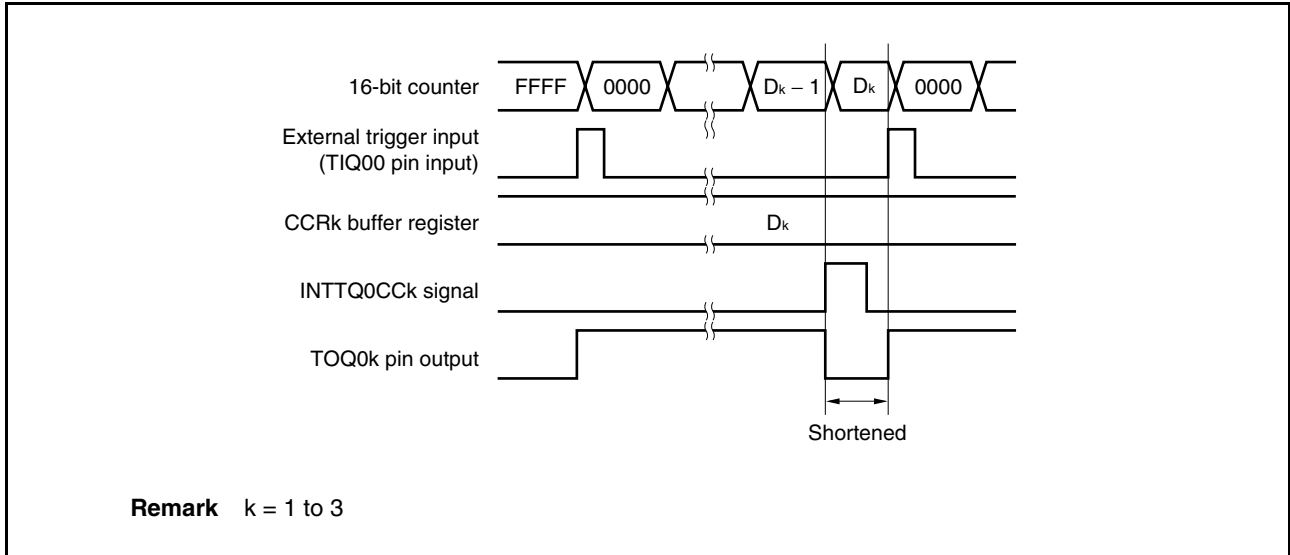 16-bit counter FFFF 0000 Dk − 1 Dk 0000
External trigger input
(TIQ00 pin input)
CCRk buffer register Dk
INTTQ0CCk signal
TOQ0k pin output
Shortened
Remark k = 1 to 3